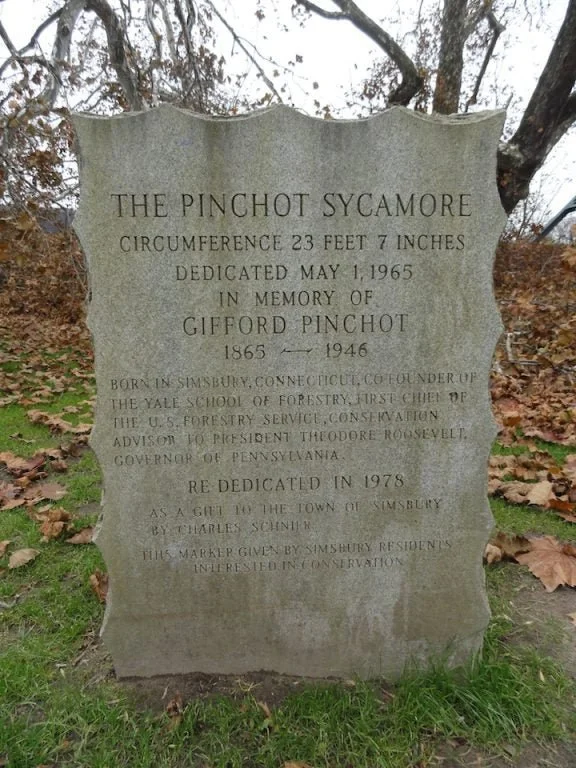 THE PINCHOT SYCAMORE
CIRCUMFERENCE 23 FEET 7 INCHES
DEDICATED MAY 1, 1965
IN MEMORY OF
GIFFORD PINCHOT
1865 — 1946
BORN IN SIMSBURY, CONNECTICUT, CO FOUNDER OF
THE YALE SCHOOL OF FORESTRY, FIRST CHIEF OF
THE U.S. FORESTRY SERVICE, CONSERVATION
ADVISOR TO PRESIDENT THEODORE ROOSEVELT,
GOVERNOR OF PENNSYLVANIA.
RE DEDICATED IN 1978
AS A GIFT TO THE TOWN OF SIMSBURY
BY CHARLES SCHNIER
THIS MARKER GIVEN BY SIMSBURY RESIDENTS
INTERESTED IN CONSERVATION